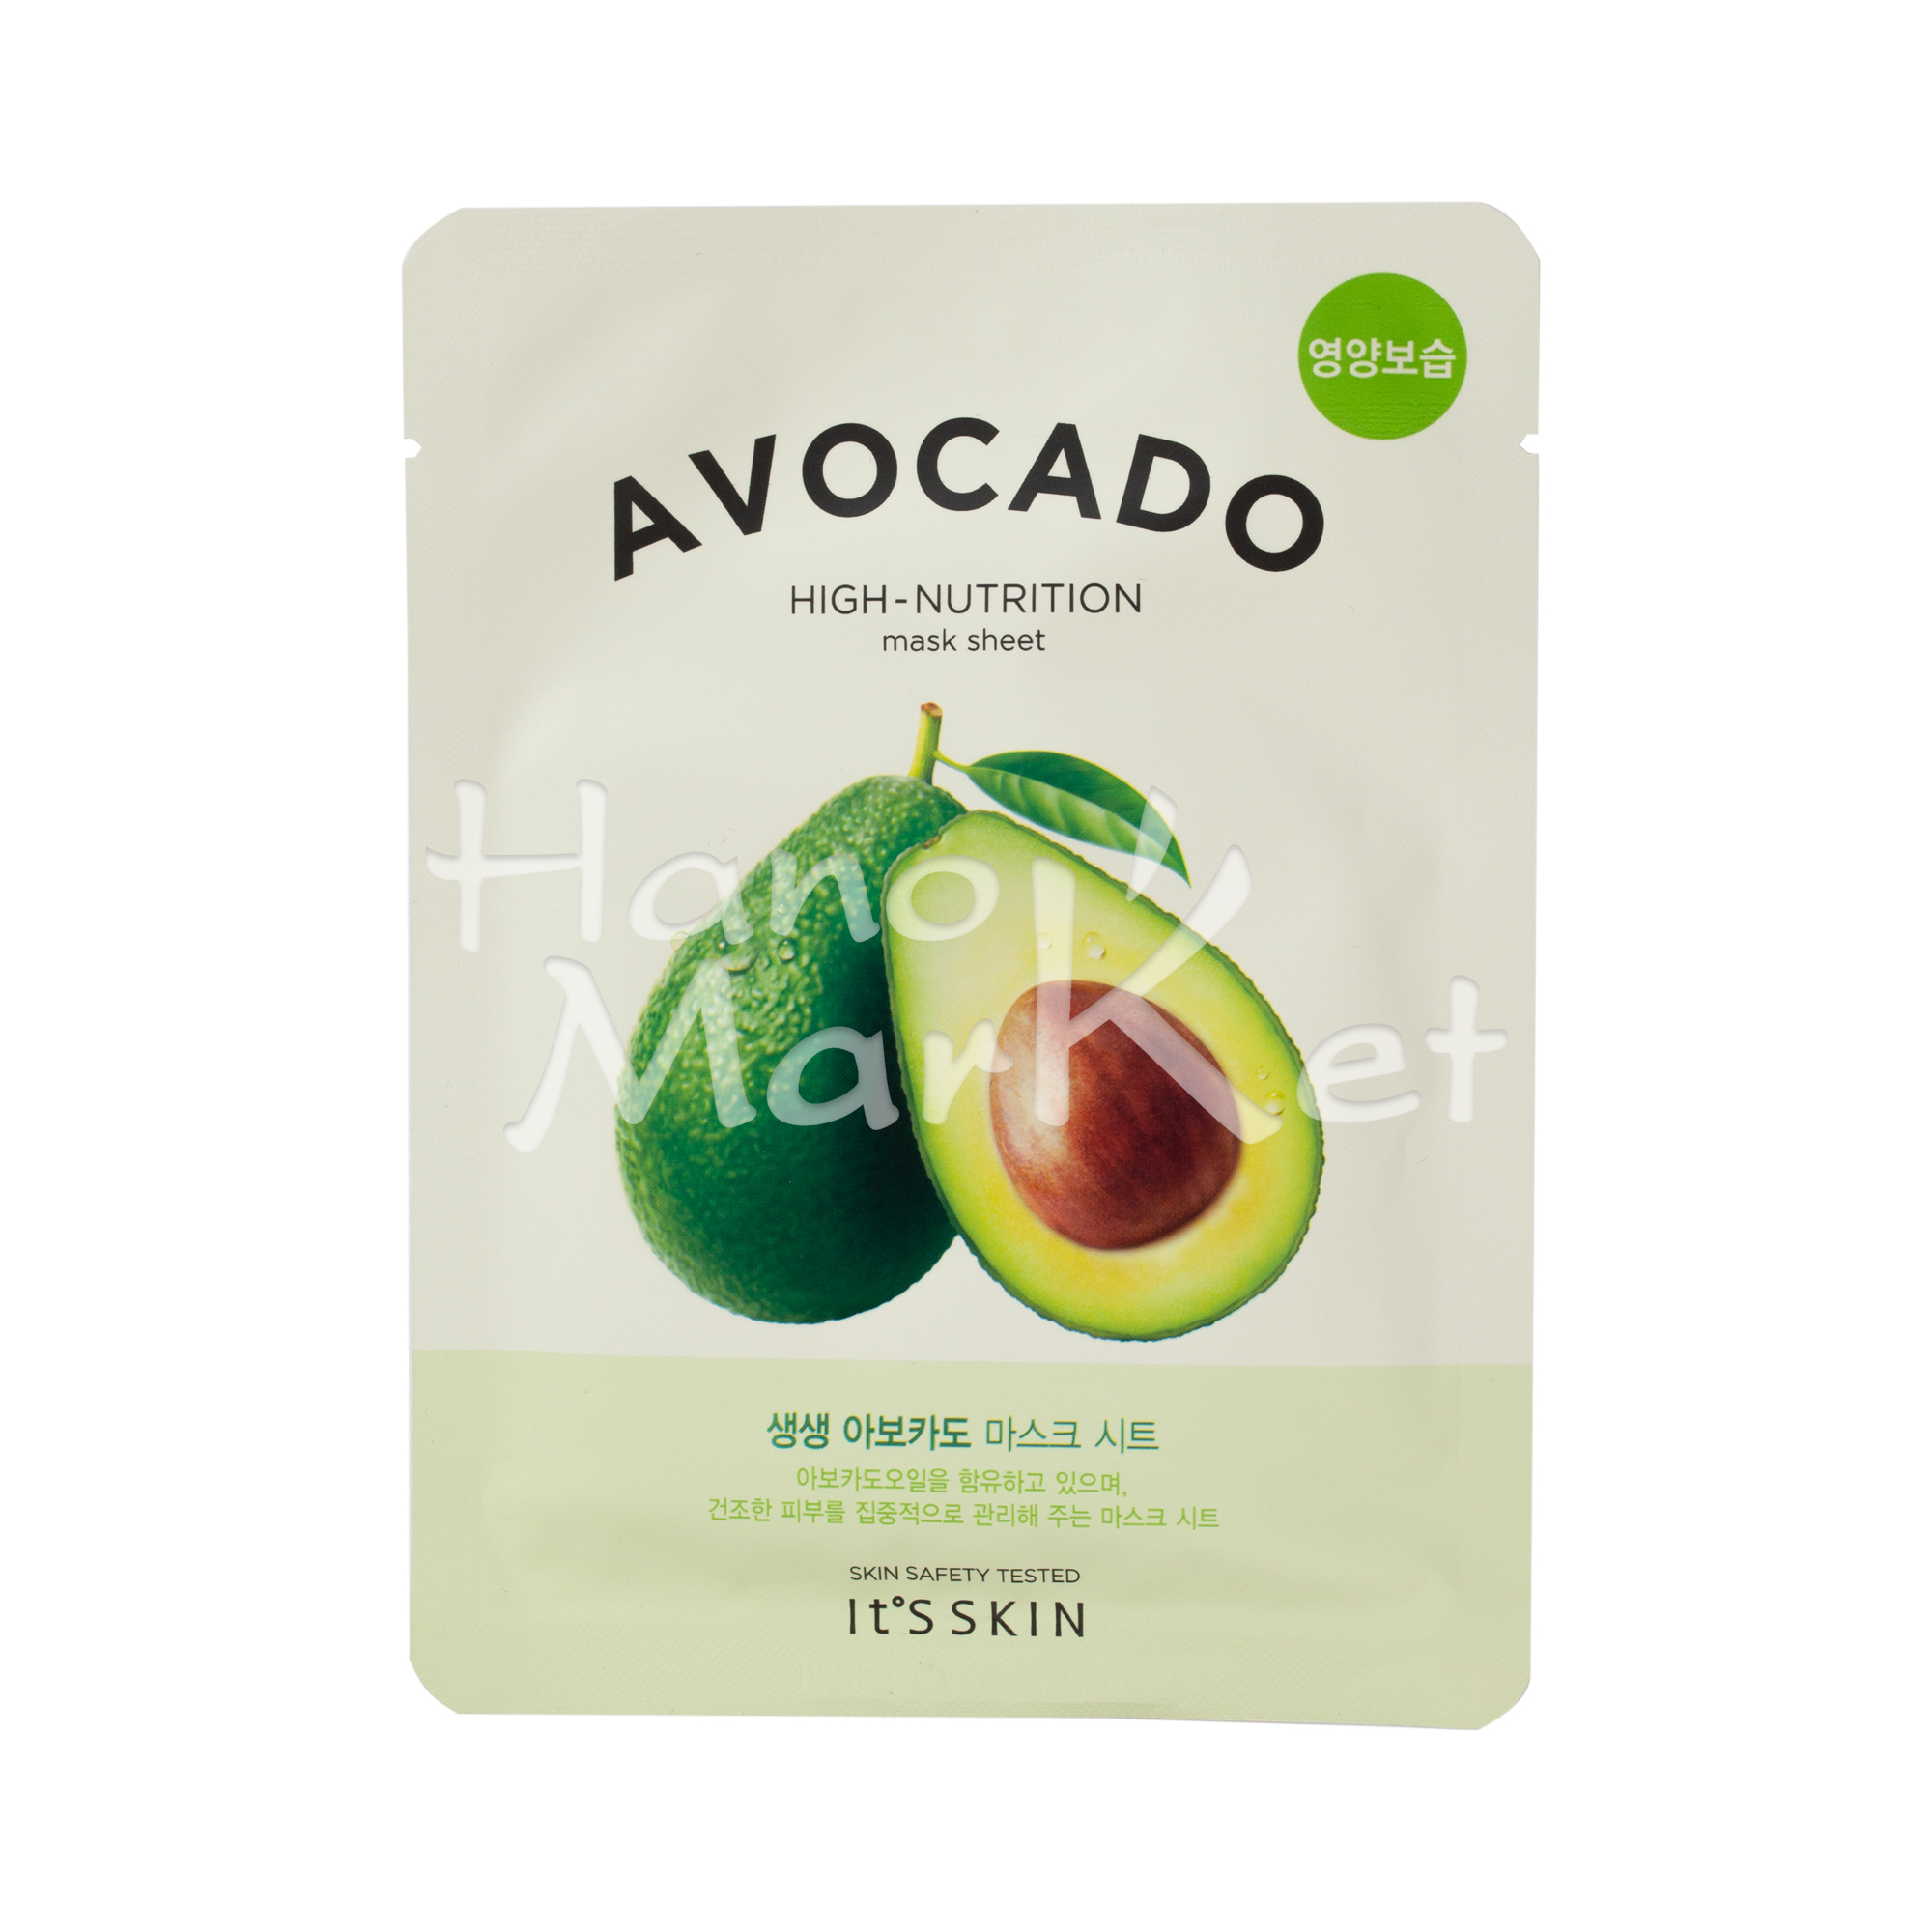 영양보습
AVOCADO
HIGH-NUTRITION
mask sheet
Hano
MarKet
생생 아보카도 마스크 시트
아보카도오일을 함유하고 있으며,
건조한 피부를 집중적으로 관리해 주는 마스크 시트
SKIN SAFETY TESTED
It°S SKIN